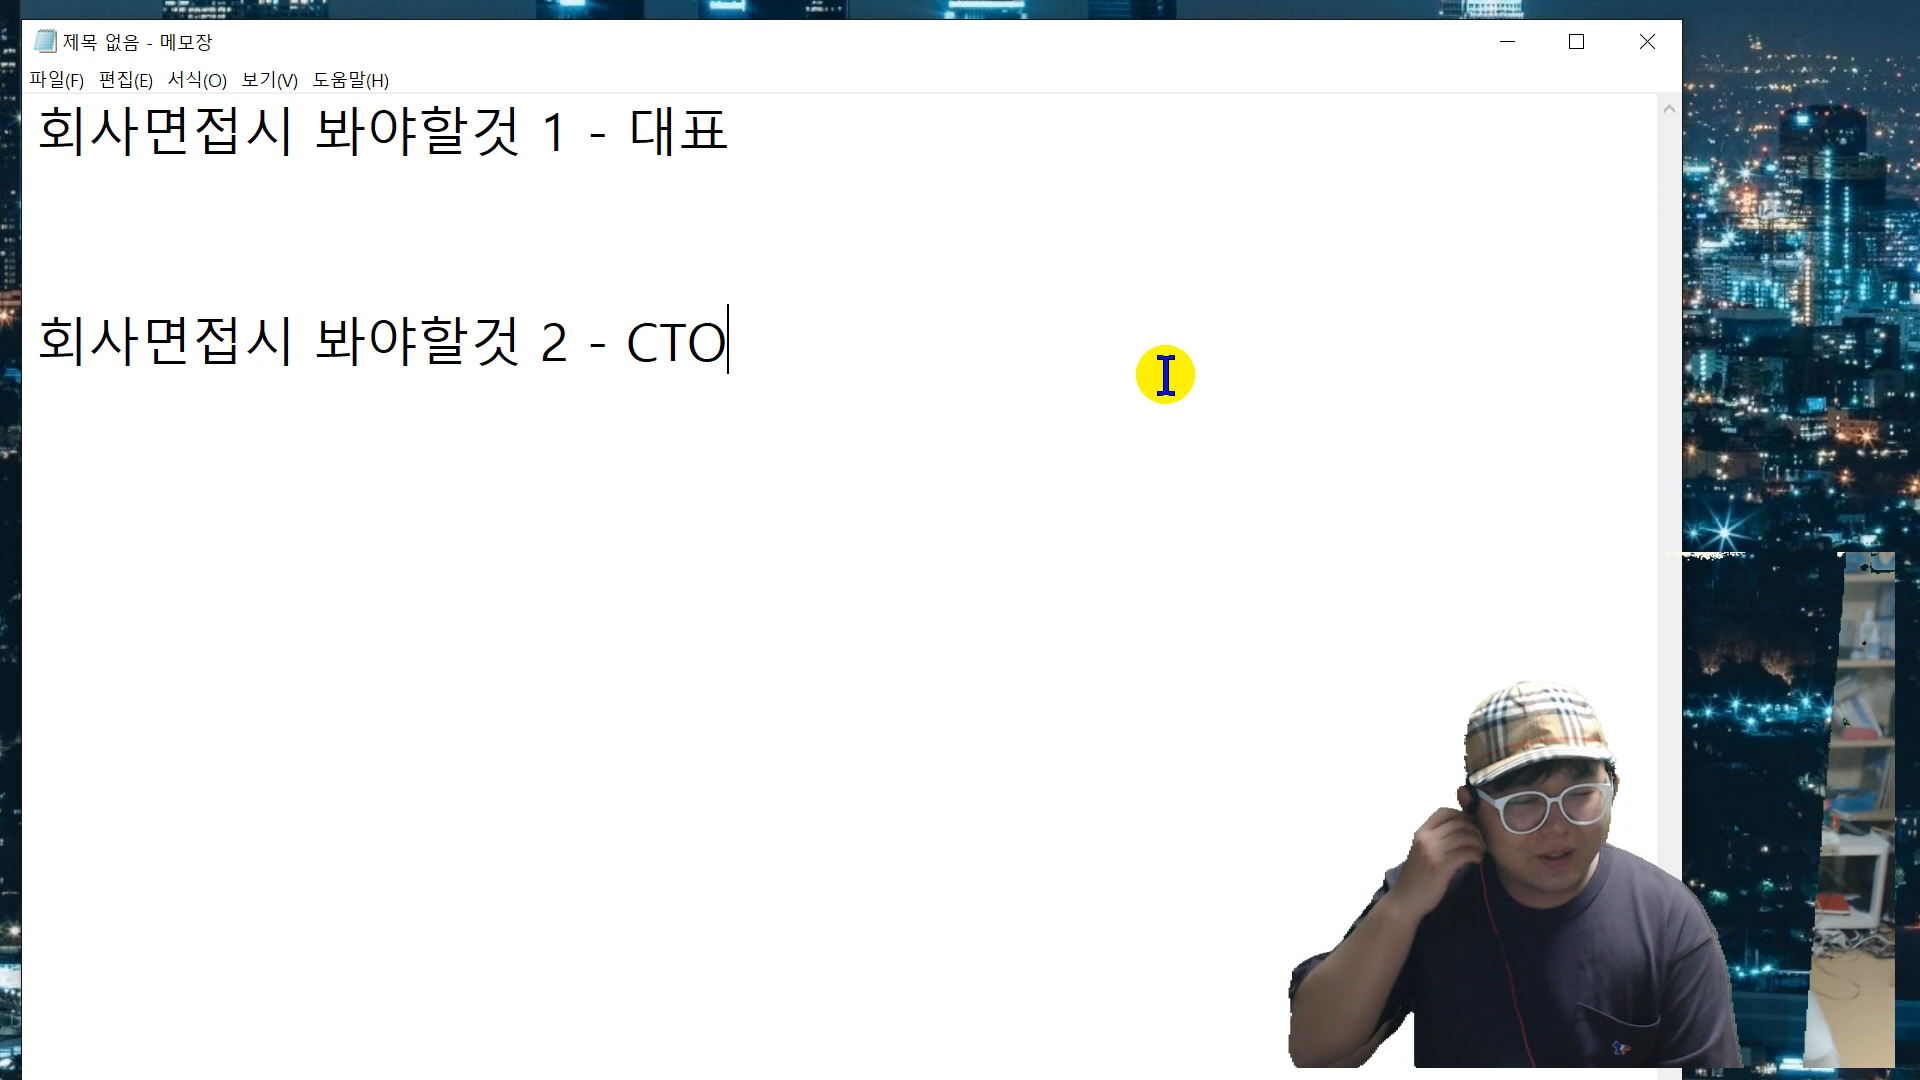 제목 없음 - 메모장
파일(F) 편집(E) 서식(O) 보기(V) 도움말(H)
회사면접시 봐야할것 1 - 대표
회사면접시 봐야할것 2 - CTO